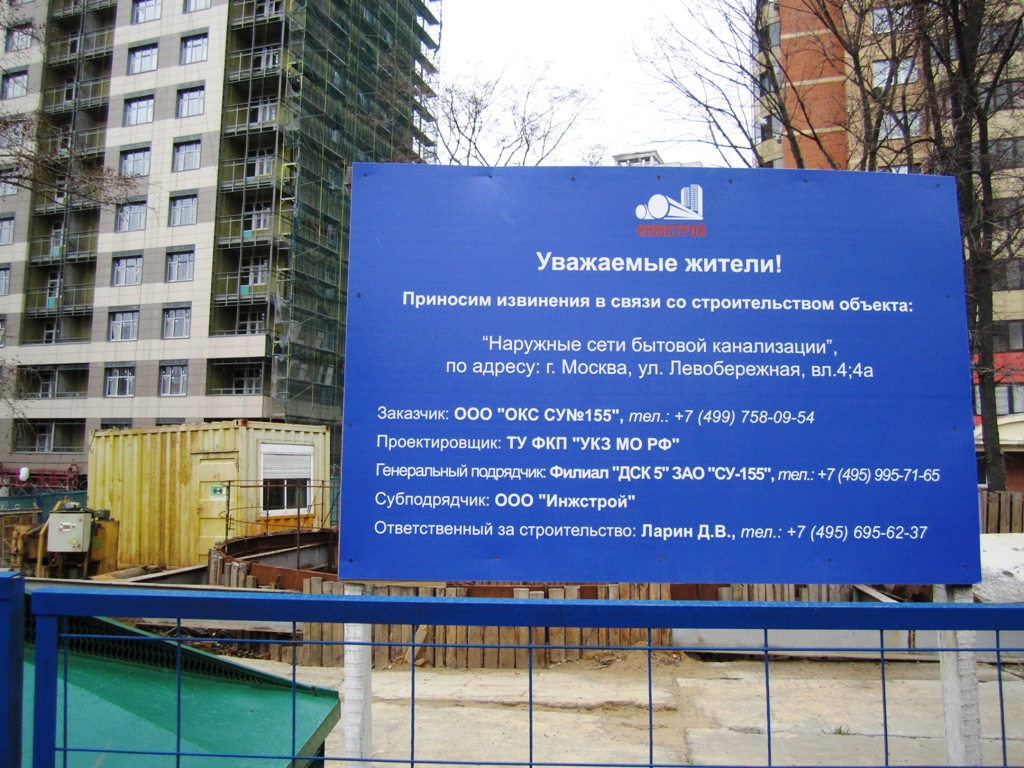 ИНЖСТРОЙ
Уважаемые жители!
Приносим извинения в связи со строительством объекта:
“Наружные сети бытовой канализации”,
по адресу: г. Москва, ул. Левобережная, вл.4;4а
Заказчик: ООО "ОКС СУ№155", тел.: +7 (499) 758-09-54
Проектировщик: ТУ ФКП "УКЗ МО РФ"
Генеральный подрядчик: Филиал "ДСК 5" ЗАО "СУ-155", тел.: +7 (495) 995-71-65
Субподрядчик: ООО "Инжстрой"
Ответственный за строительство: Ларин Д.В., тел.: +7 (495) 695-62-37